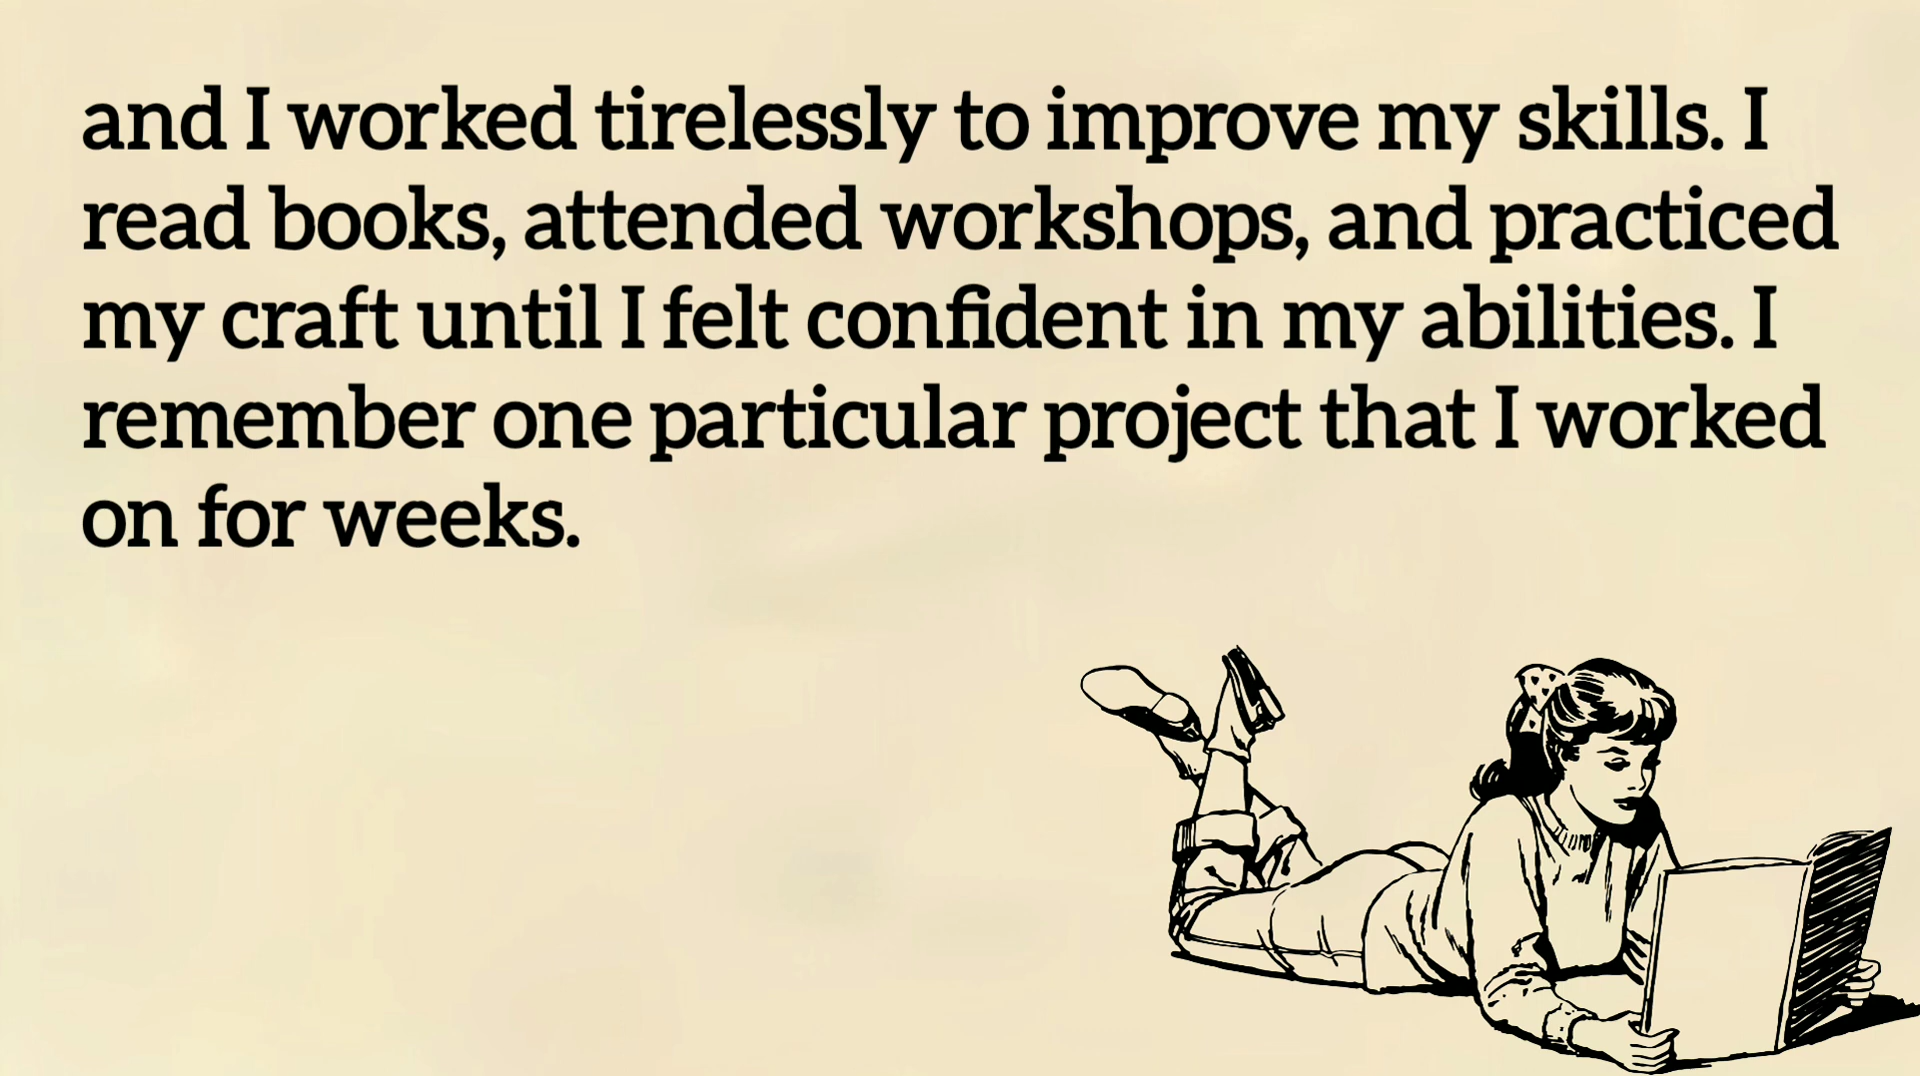 and I worked tirelessly to improve my skills. I
read books, attended workshops, and practiced
my craft until I felt confident in my abilities. I
remember one particular project that I worked
on for weeks.